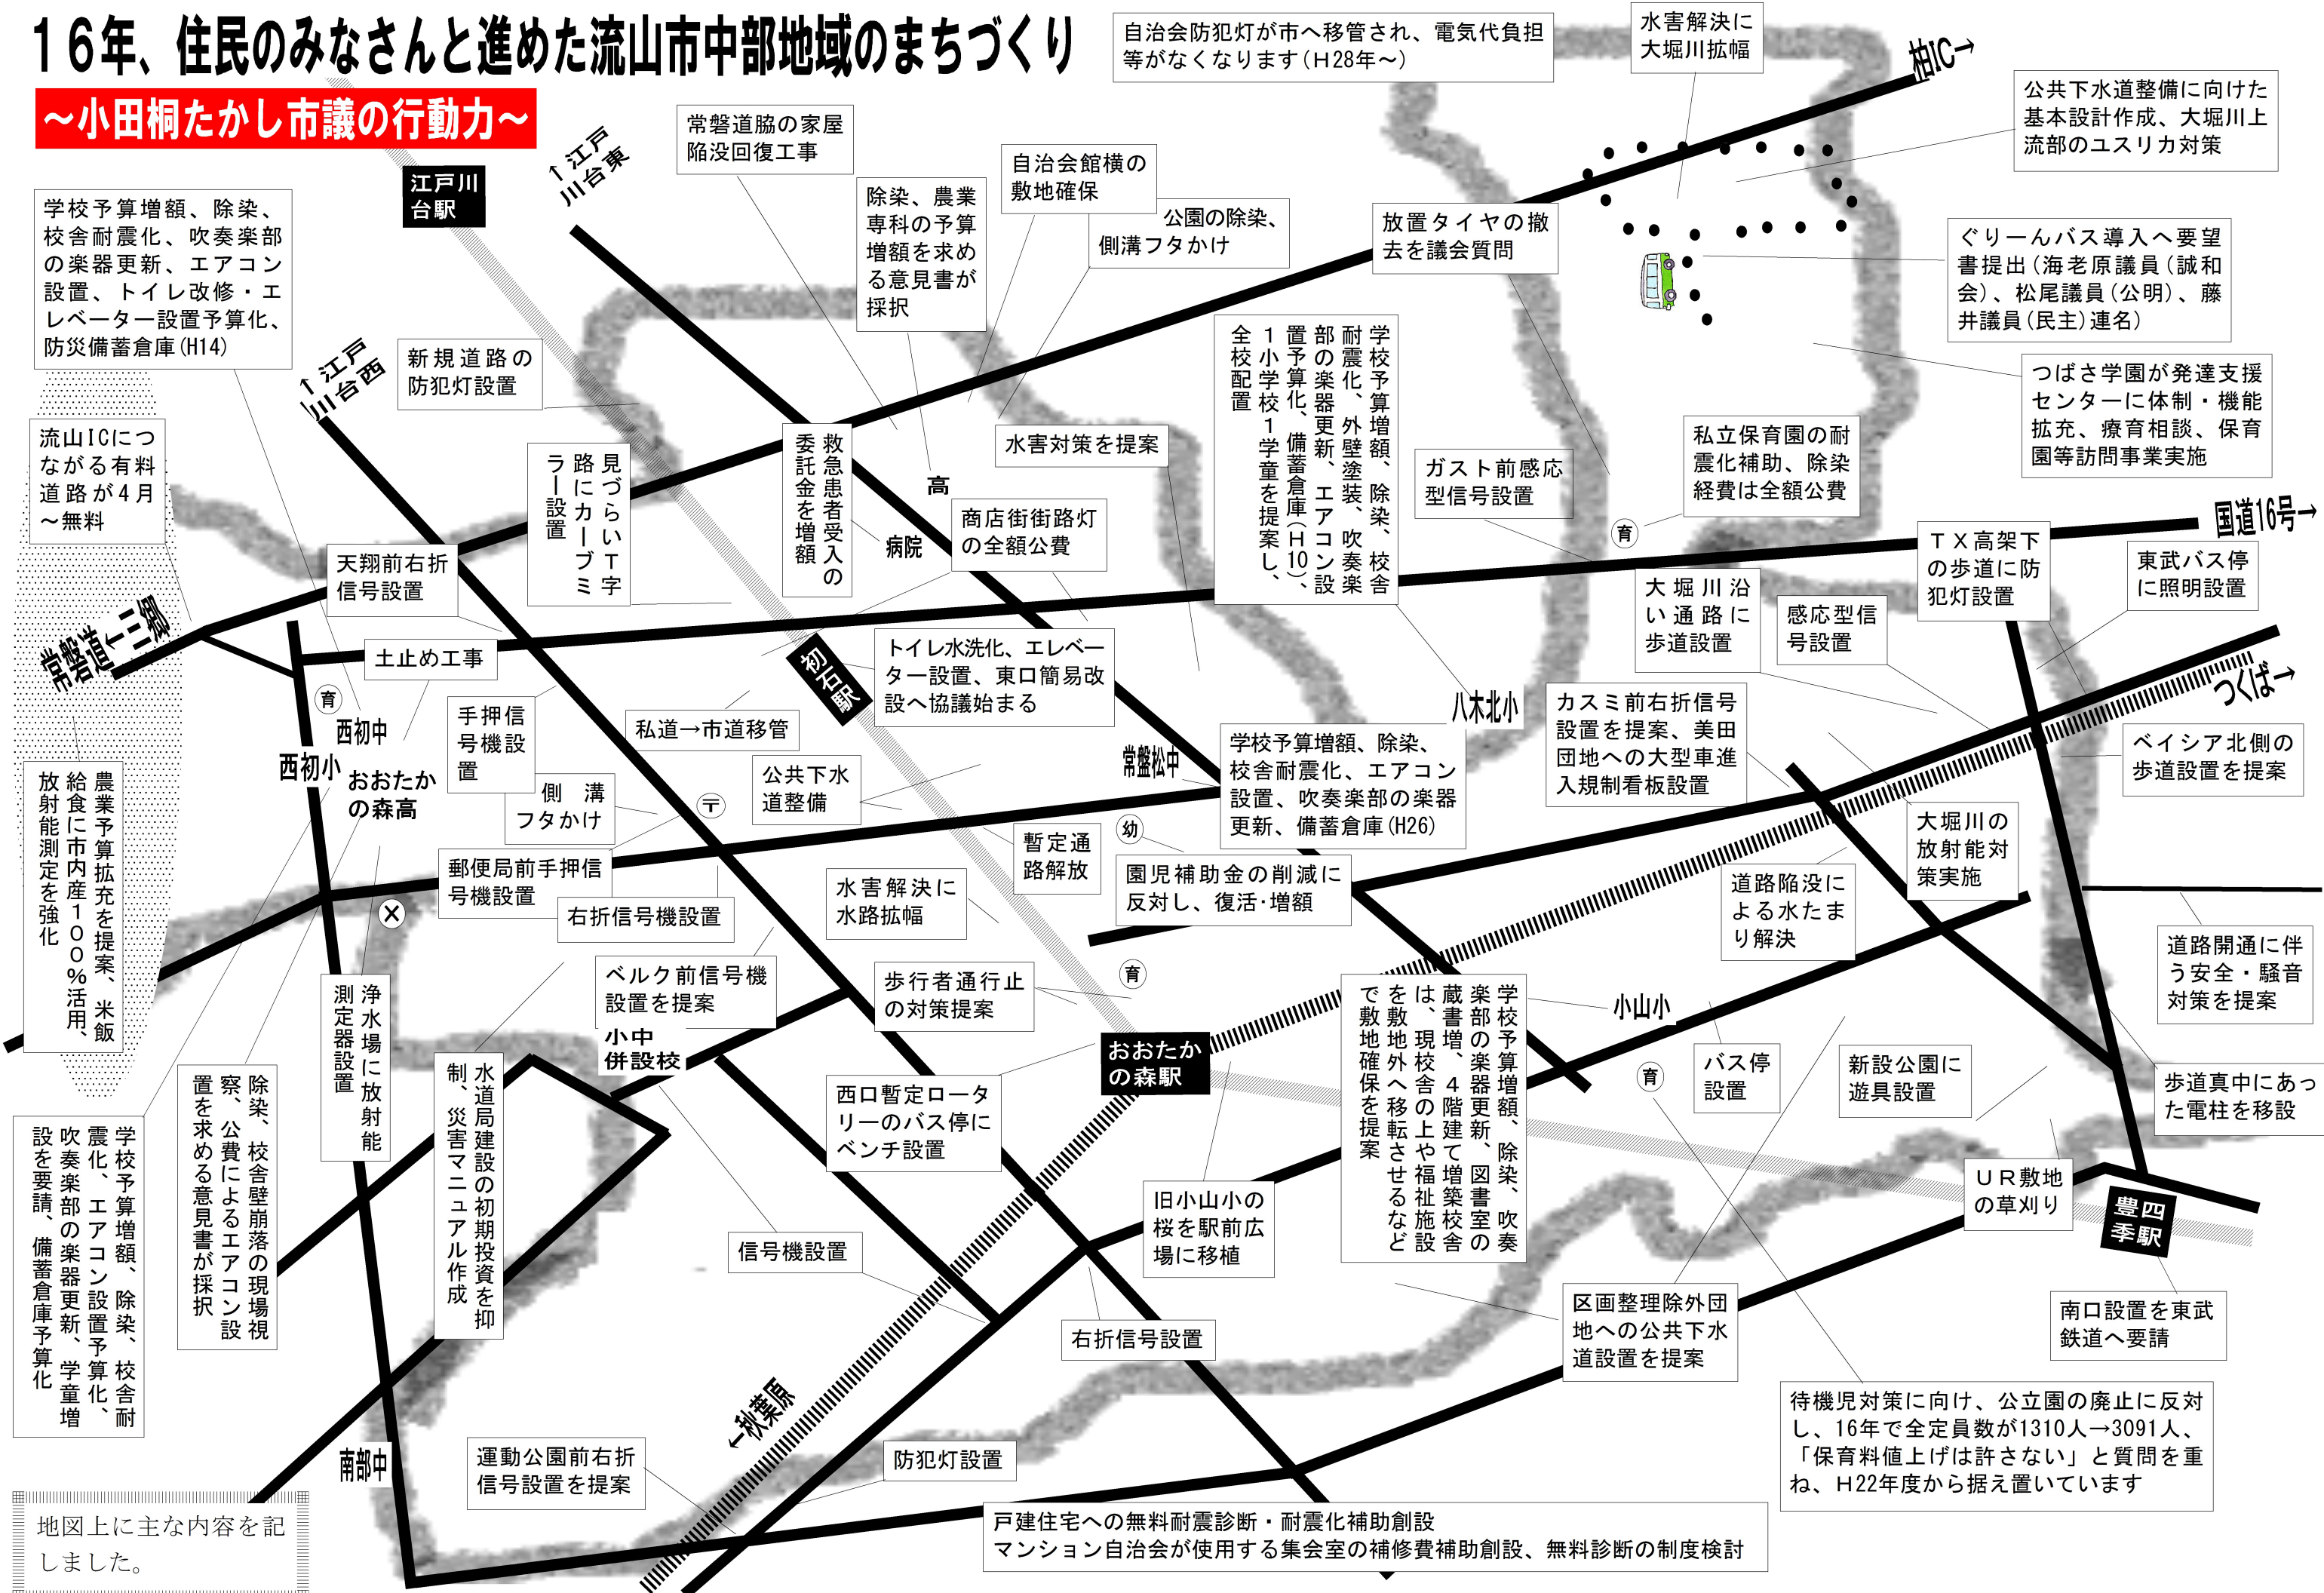 １６年、住民のみなさんと進めた流山市中部地域のまちづくり
～小田桐たかし市議の行動力～
自治会防犯灯が市へ移管され、電気代負担
等がなくなります（Ｈ28年～）
水害解決に
大堀川拡幅
柏IC→
公共下水道整備に向けた
基本設計作成、大堀川上
流部のユスリカ対策
常磐道脇の家屋
陥没回復工事
↑江戸
川台東
江戸川
台駅
自治会館横の
敷地確保
公園の除染、
側溝フタかけ
除染、農業
専科の予算
増額を求め
る意見書が
採択
放置タイヤの撤
去を議会質問
ぐりーんバス導入へ要望
書提出（海老原議員（誠和
会）、松尾議員（公明）、藤
井議員（民主）連名）
学校予算増額、除染、
校舎耐震化、吹奏楽部
の楽器更新、エアコン
設置、トイレ改修・エ
レベーター設置予算化、
防災備蓄倉庫(H14)
↑江戸
川台西
新規道路の
防犯灯設置
学校予算増額、除染、校舎
耐震化、外壁塗装、吹奏楽
部の楽器更新、エアコン設
置予算化、備蓄倉庫（Ｈ10）、
１小学校１学童を提案し、
全校配置
つばさ学園が発達支援
センターに体制・機能
拡充、療育相談、保育
園等訪問事業実施
流山ICにつ
ながる有料
道路が4月
～無料
見づらいＴ字
路にカーブミ
ラー設置
救急患者受入の
委託金を増額
水害対策を提案
高
病院
商店街街路灯
の全額公費
ガスト前感応
型信号設置
私立保育園の耐
震化補助、除染
経費は全額公費
育
国道16号→
ＴＸ高架下
の歩道に防
犯灯設置
東武バス停
に照明設置
天翔前右折
信号設置
大堀川沿
い通路に
歩道設置
感応型信
号設置
常磐道←三郷
土止め工事
初石駅
トイレ水洗化、エレベー
ター設置、東口簡易改
設へ協議始まる
つくば→
育
西初中
西初小
おおたか
の森高
手押信
号機設
置
私道→市道移管
八木北小
カスミ前右折信号
設置を提案、美田
団地への大型車進
入規制看板設置
ベイシア北側の
歩道設置を提案
常盤松中
学校予算増額、除染、
校舎耐震化、エアコン
設置、吹奏楽部の楽器
更新、備蓄倉庫(H26)
公共下水
道整備
側　溝
フタかけ
〒
農業予算拡充を提案、米飯
給食に市内産１００％活用、
放射能測定を強化
幼
暫定通
路解放
大堀川の
放射能対
策実施
郵便局前手押信
号機設置
園児補助金の削減に
反対し、復活･増額
道路陥没に
よる水たま
り解決
水害解決に
水路拡幅
右折信号機設置
道路開通に伴
う安全・騒音
対策を提案
ベルク前信号機
設置を提案
歩行者通行止
の対策提案
育
浄水場に放射能
測定器設置
学校予算増額、除染、吹奏
楽部の楽器更新、図書室の
蔵書増、４階建て増築校舎
は、現校舎の上や福祉施設
を敷地外へ移転させるなど
で敷地確保を提案
小山小
小中
併設校
おおたか
の森駅
バス停
設置
新設公園に
遊具設置
育
歩道真中にあっ
た電柱を移設
水道局建設の初期投資を抑
制、災害マニュアル作成
除染、校舎壁崩落の現場視
察、公費によるエアコン設
置を求める意見書が採択
西口暫定ロータ
リーのバス停に
ベンチ設置
学校予算増額、除染、校舎耐
震化、エアコン設置予算化、
吹奏楽部の楽器更新、学童増
設を要請、備蓄倉庫予算化
ＵＲ敷地
の草刈り
豊四
季駅
旧小山小の
桜を駅前広
場に移植
信号機設置
区画整理除外団
地への公共下水
道設置を提案
南口設置を東武
鉄道へ要請
右折信号設置
待機児対策に向け、公立園の廃止に反対
し、16年で全定員数が1310人→3091人、
「保育料値上げは許さない」と質問を重
ね、Ｈ22年度から据え置いています
←秋葉原
南部中
運動公園前右折
信号設置を提案
防犯灯設置
戸建住宅への無料耐震診断・耐震化補助創設
マンション自治会が使用する集会室の補修費補助創設、無料診断の制度検討
地図上に主な内容を記
しました。